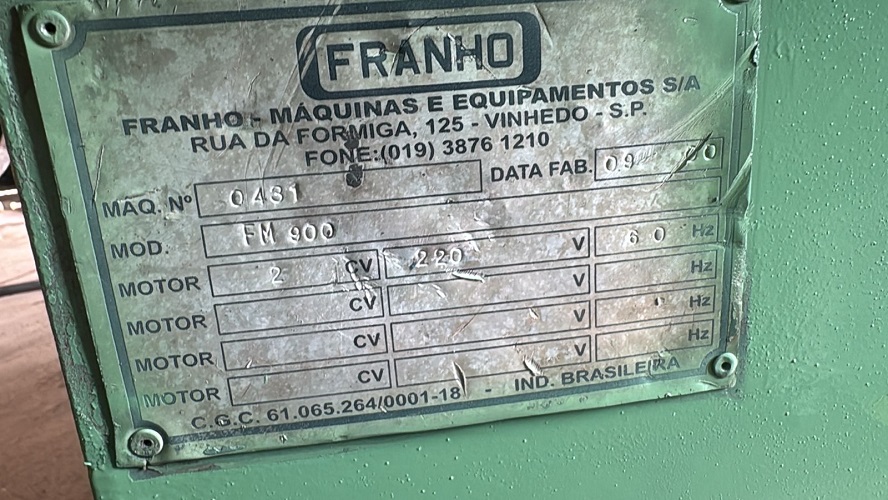 FRANHO
FRANHO - MÁQUINAS E EQUIPAMENTOS S/A
RUA DA FORMIGA, 125 - VINHEDO - S.P.
FONE:(019) 3876 1210
MÁQ. Nº 0431 DATA FAB.
MOD. FM 900
MOTOR 2 CV 220 V 60 Hz
MOTOR CV V Hz
MOTOR CV V Hz
MOTOR CV V Hz
C.G.C. 61.065.264/0001-18 - IND. BRASILEIRA